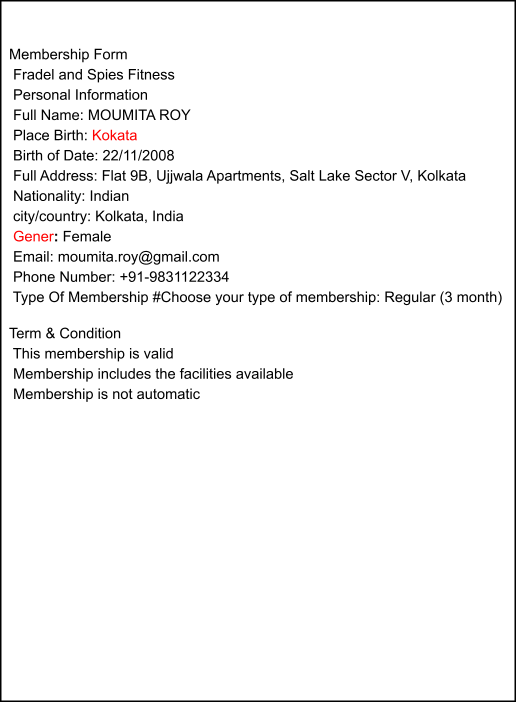 Membership Form
Fradel and Spies Fitness
Personal Information
Full Name: MOUMITA ROY
Place Birth: Kokata
Birth of Date: 22/11/2008
Full Address: Flat 9B, Ujjwala Apartments, Salt Lake Sector V, Kolkata
Nationality: Indian
city/country: Kolkata, India
Gener: Female
Email: moumita.roy@gmail.com
Phone Number: +91-9831122334
Type Of Membership #Choose your type of membership: Regular (3 month)
Term & Condition
This membership is valid
Membership includes the facilities available
Membership is not automatic